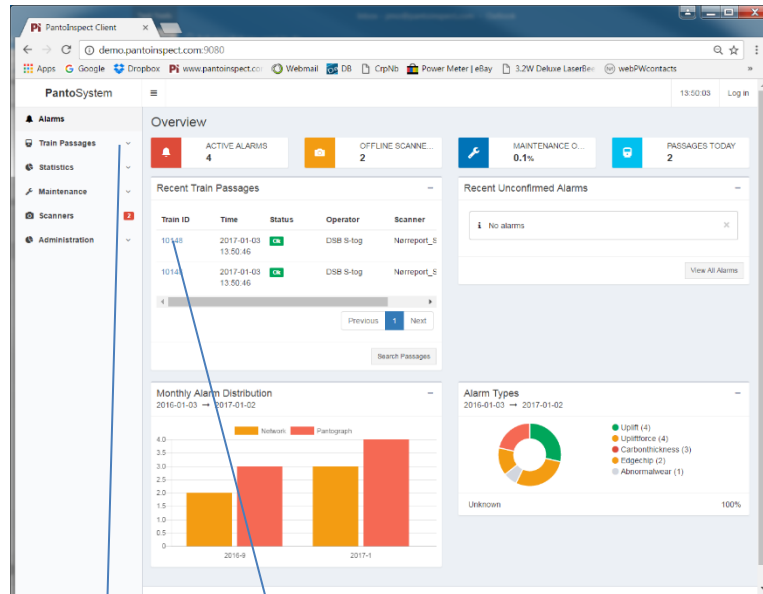 PantoInspect Client
demo.pantoinspect.com:9080
Apps Google Dropbox www.pantoinspect.com Webmail DB CrpNb Power Meter | eBay 3.2W Deluxe LaserBee webPWcontacts »
PantoSystem 13:50:03 Log in
Alarms
Train Passages
Statistics
Maintenance
Scanners 2
Administration
Overview
ACTIVE ALARMS
4
OFFLINE SCANNE...
2
MAINTENANCE O...
0.1%
PASSAGES TODAY
2
Recent Train Passages
Train ID Time Status Operator Scanner
10148 2017-01-03 Ok DSB S-tog Nørreport_S
13:50:46
2017-01-03 Ok DSB S-tog Nørreport_S
13:50:46
Previous 1 Next
Search Passages
Recent Unconfirmed Alarms
i No alarms
View All Alarms
Monthly Alarm Distribution
2016-01-03 → 2017-01-02
Network Pantograph
4.0
3.5
3.0
2.5
2.0
1.5
1.0
0.5
0
2016-9 2017-1
Alarm Types
2016-01-03 → 2017-01-02
Uplift (4)
Upliftforce (4)
Carbonthickness (3)
Edgechip (2)
Abnormalwear (1)
Unknown 100%